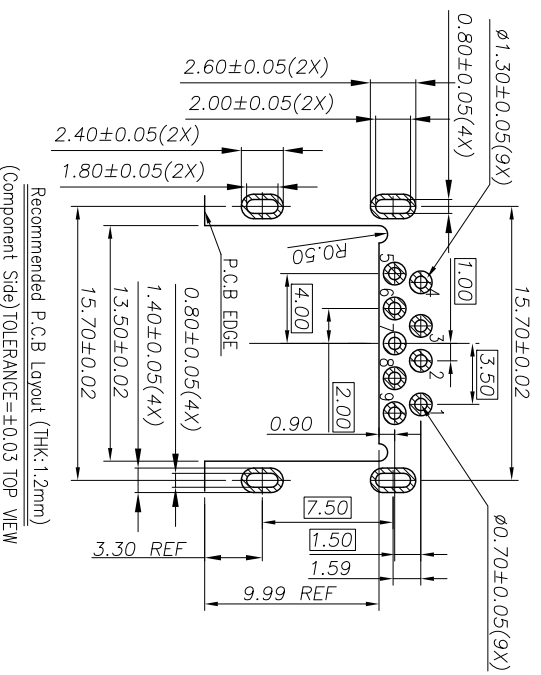 ø1.30±0.05(9X)
0.80±0.05(4X)
2.60±0.05(2X)
2.00±0.05(2X)
2.40±0.05(2X)
1.80±0.05(2X)
15.70±0.02
1.00
3.50
R0.50
P.C.B EDGE
4.00
2.00
0.90
5
6
7
8
9
4
3
2
1
ø0.70±0.05(9X)
7.50
1.50
1.59
3.30 REF
9.99 REF
0.80±0.05(4X)
1.40±0.05(4X)
13.50±0.02
15.70±0.02
Recommended P.C.B Layout (THK:1.2mm)
(Component Side)TOLERANCE=±0.03 TOP VIEW